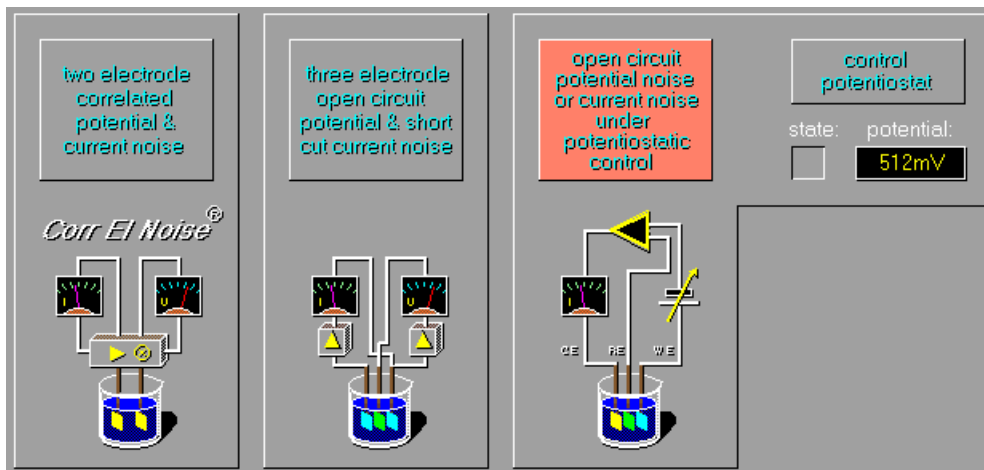 two electrode
correlated
potential &
current noise
three electrode
open circuit
potential & short
cut current noise
open circuit
potential noise
or current noise
under
potentiostatic
control
control
potentiostat
state:
potential:
512mV
Corr El Noise®
I
U
I
U
I
CE
RE
WE